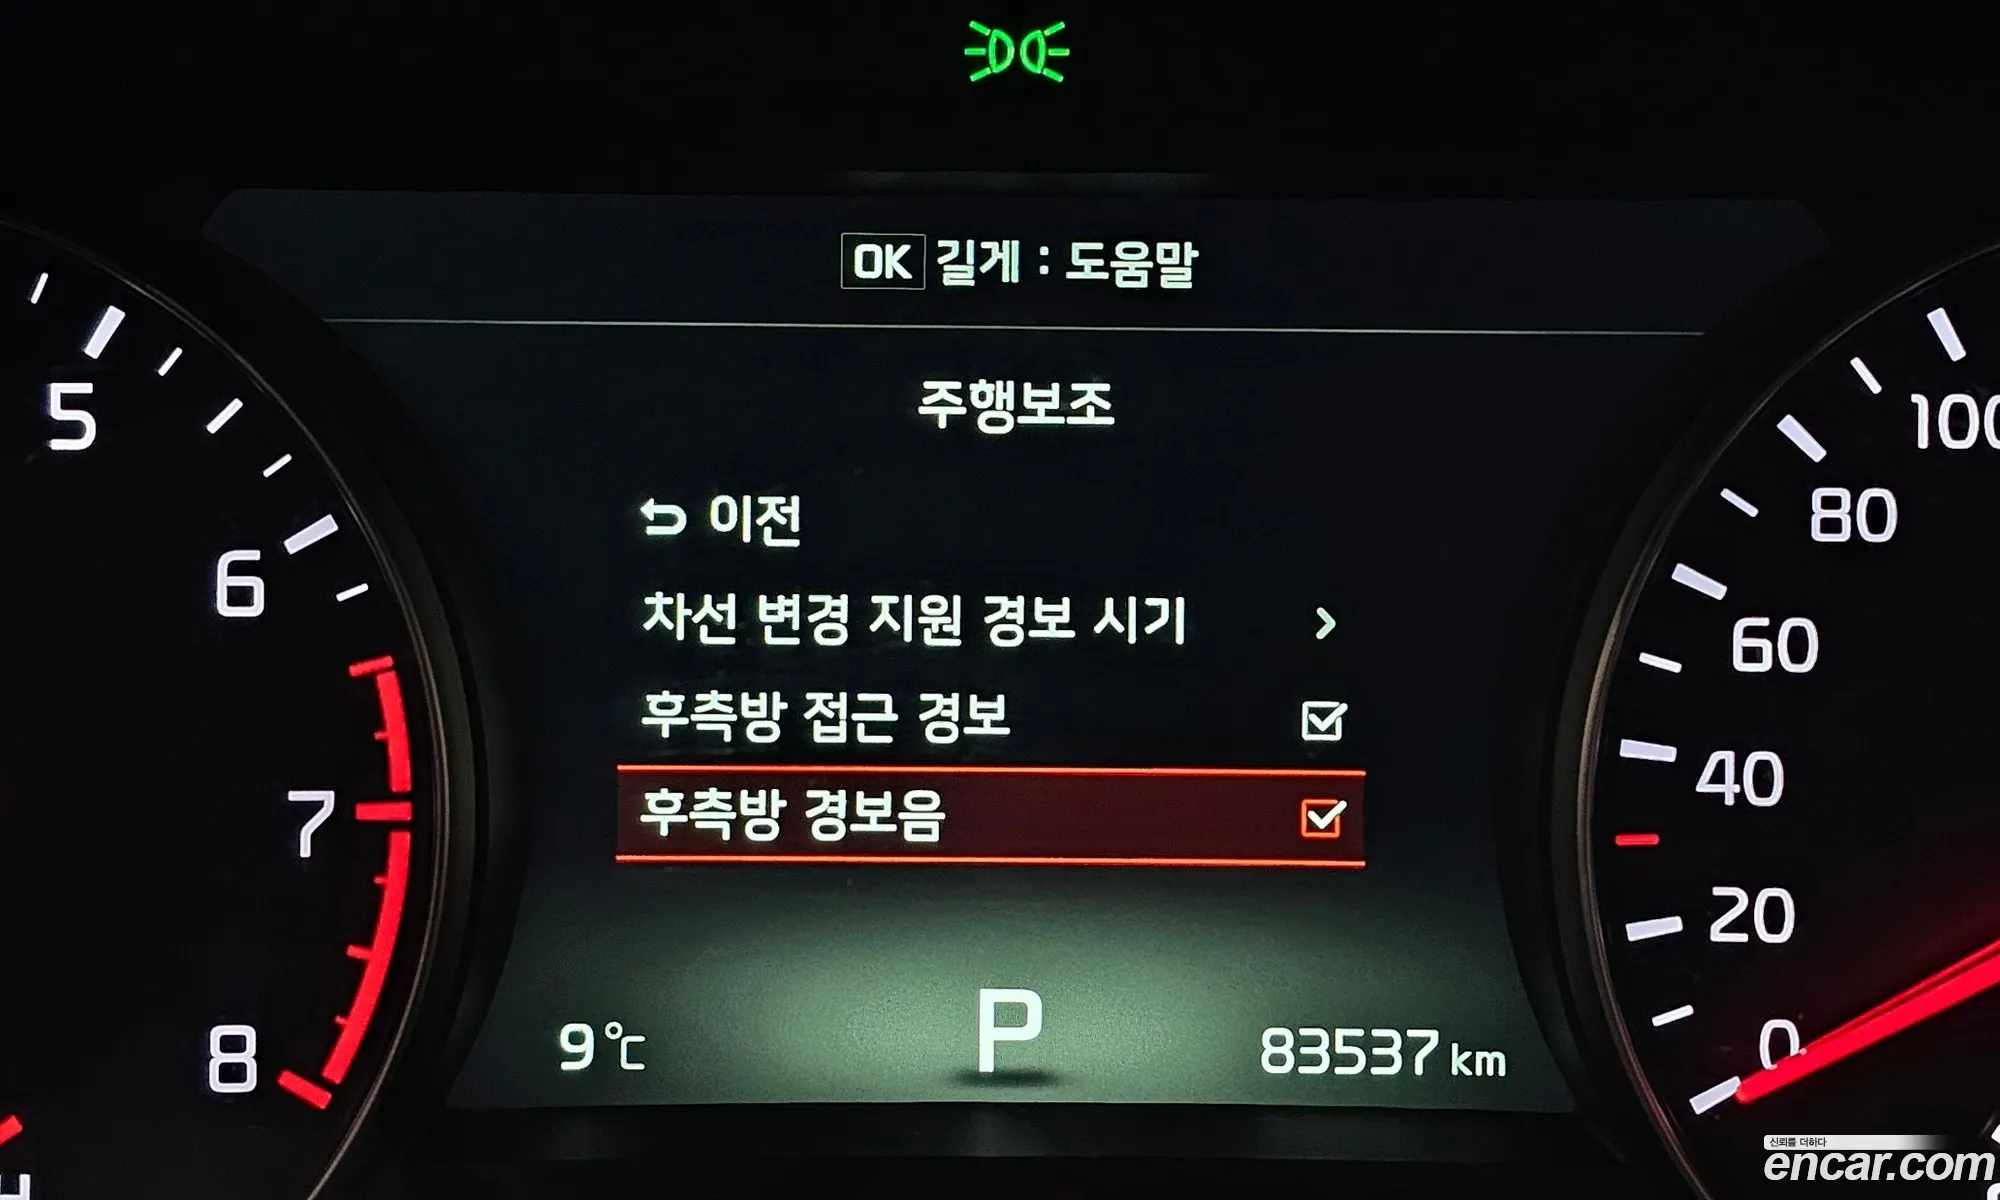 OK 길게 : 도움말
주행보조
이전
차선 변경 지원 경보 시기
후측방 접근 경보
후측방 경보음
9℃
P
83537 km
5
6
7
8
100
80
60
40
20
0
신뢰를 더하다
encar.com